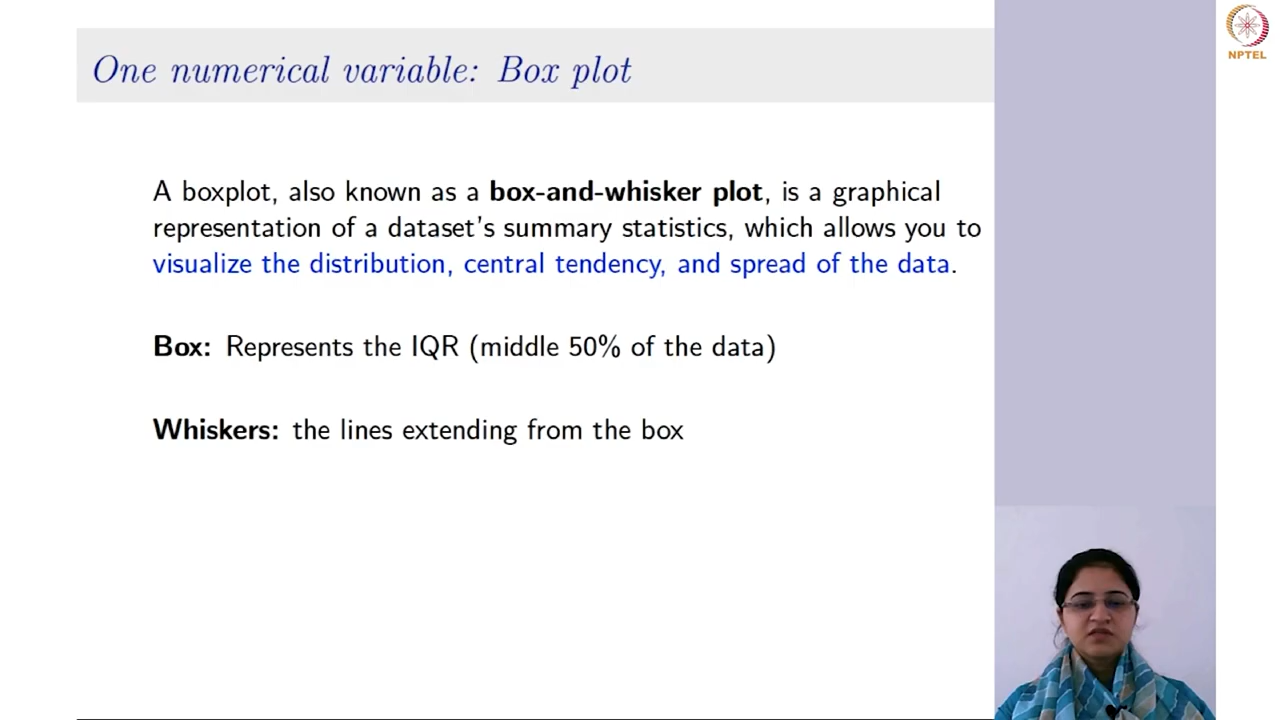 One numerical variable: Box plot
NPTEL
A boxplot, also known as a box-and-whisker plot, is a graphical
representation of a dataset's summary statistics, which allows you to
visualize the distribution, central tendency, and spread of the data.
Box: Represents the IQR (middle 50% of the data)
Whiskers: the lines extending from the box